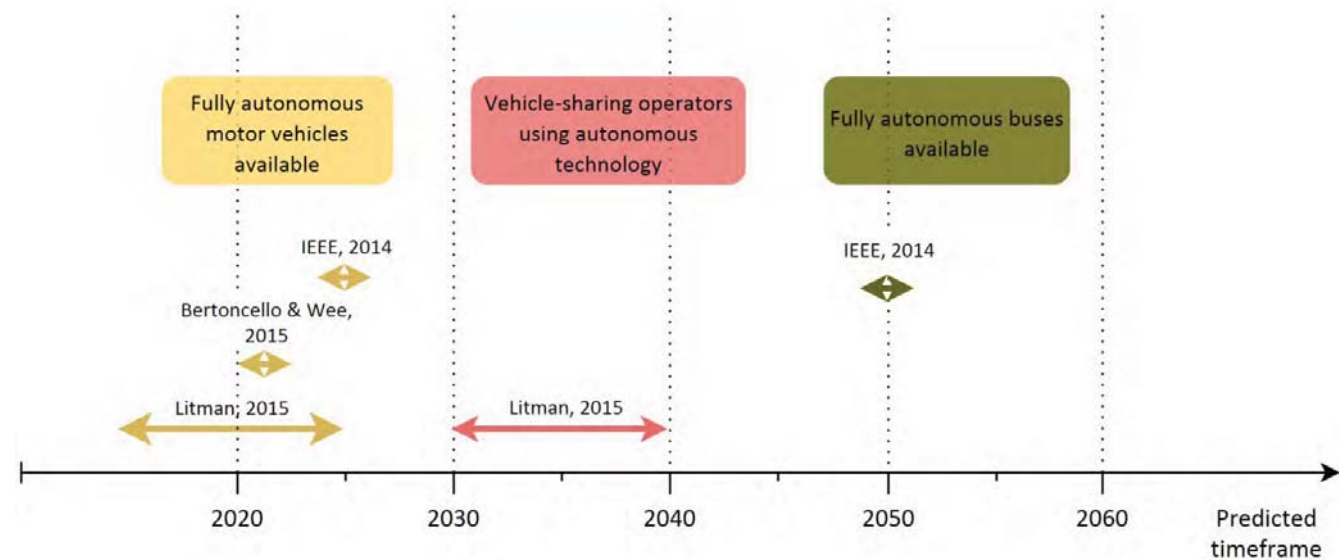 Fully autonomous
motor vehicles
available
Vehicle-sharing operators
using autonomous
technology
Fully autonomous buses
available
IEEE, 2014
IEEE, 2014
Bertoncello & Wee,
2015
Litman, 2015
Litman, 2015
2020
2030
2040
2050
2060
Predicted
timeframe